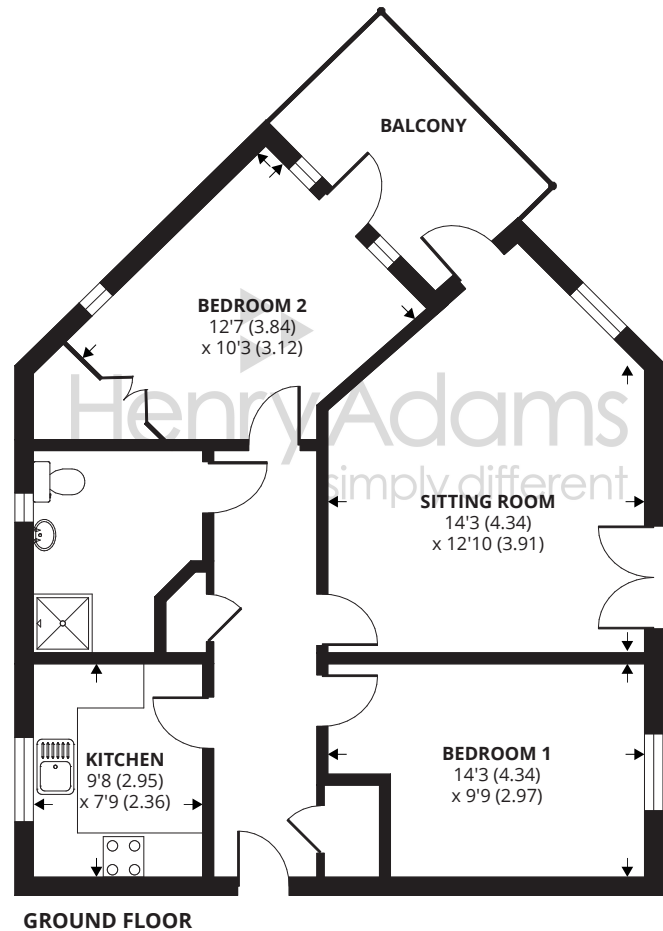 BALCONY
BEDROOM 2
12'7 (3.84)
x 10'3 (3.12)
HenryAdams
simply different
SITTING ROOM
14'3 (4.34)
x 12'10 (3.91)
KITCHEN
9'8 (2.95)
x 7'9 (2.36)
BEDROOM 1
14'3 (4.34)
x 9'9 (2.97)
GROUND FLOOR